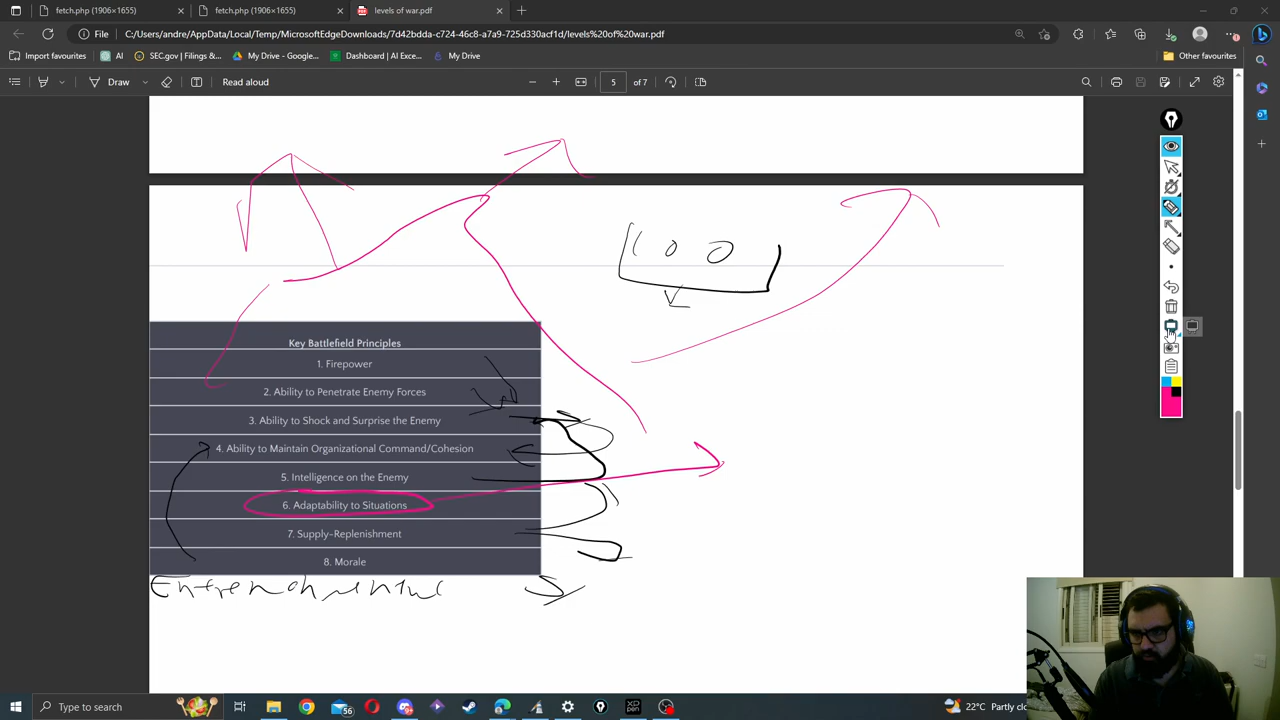 fetch.php (1906×1655)
fetch.php (1906×1655)
levels of war.pdf
File
C:/Users/andre/AppData/Local/Temp/MicrosoftEdgeDownloads/7d42bdda-c724-46c8-a7a9-725d330acf1d/levels%20of%20war.pdf
Import favourites
AI
SEC.gov | Filings &...
My Drive - Google...
Dashboard | AI Exce...
My Drive
Other favourites
Draw
Read aloud
5
of 7
100
Key Battlefield Principles
1. Firepower
2. Ability to Penetrate Enemy Forces
3. Ability to Shock and Surprise the Enemy
4. Ability to Maintain Organizational Command/Cohesion
5. Intelligence on the Enemy
6. Adaptability to Situations
7. Supply-Replenishment
8. Morale
Type here to search
56
22°C Partly clo